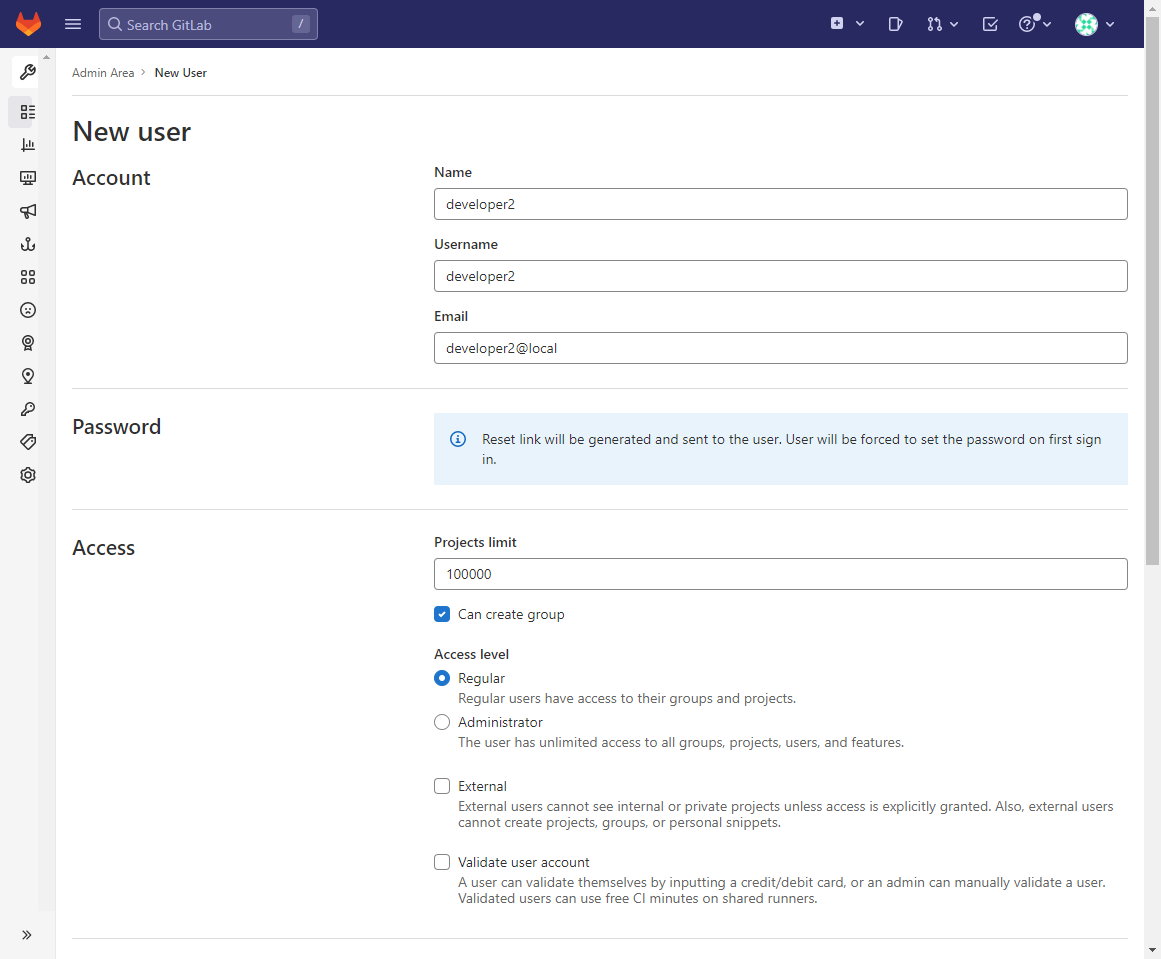 Search GitLab /
Admin Area › New User
New user
Account
Name
developer2
Username
developer2
Email
developer2@local
Password
Reset link will be generated and sent to the user. User will be forced to set the password on first sign
in.
Access
Projects limit
100000
Can create group
Access level
Regular
Regular users have access to their groups and projects.
Administrator
The user has unlimited access to all groups, projects, users, and features.
External
External users cannot see internal or private projects unless access is explicitly granted. Also, external users
cannot create projects, groups, or personal snippets.
Validate user account
A user can validate themselves by inputting a credit/debit card, or an admin can manually validate a user.
Validated users can use free CI minutes on shared runners.